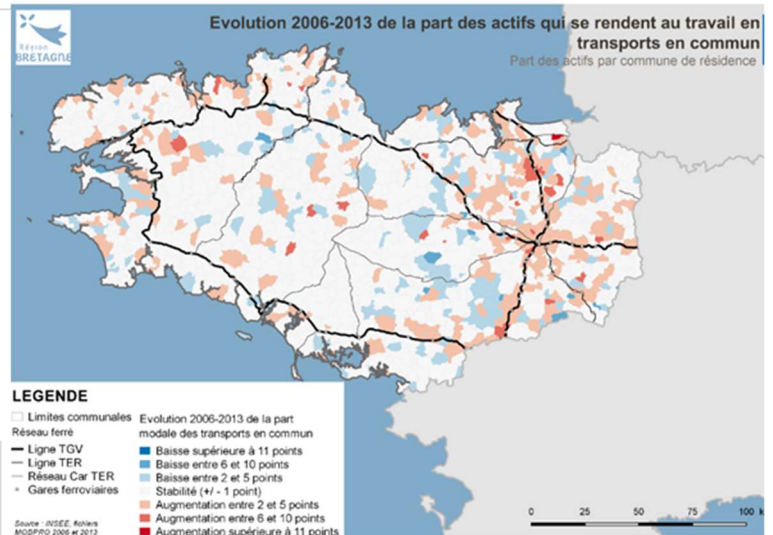 Région
BRETAGNE
Evolution 2006-2013 de la part des actifs qui se rendent au travail en
transports en commun
Part des actifs par commune de résidence
LEGENDE
Limites communales
Réseau ferré
Ligne TGV
Ligne TER
Réseau Car TER
Gares ferroviaires
Source : INSEE, fichiers
MOBPRO 2006 et 2013
Evolution 2006-2013 de la part
modale des transports en commun
Baisse supérieure à 11 points
Baisse entre 6 et 10 points
Baisse entre 2 et 5 points
Stabilité (+/ - 1 point)
Augmentation entre 2 et 5 points
Augmentation entre 6 et 10 points
Augmentation supérieure à 11 points
0 25 50 75 100 k